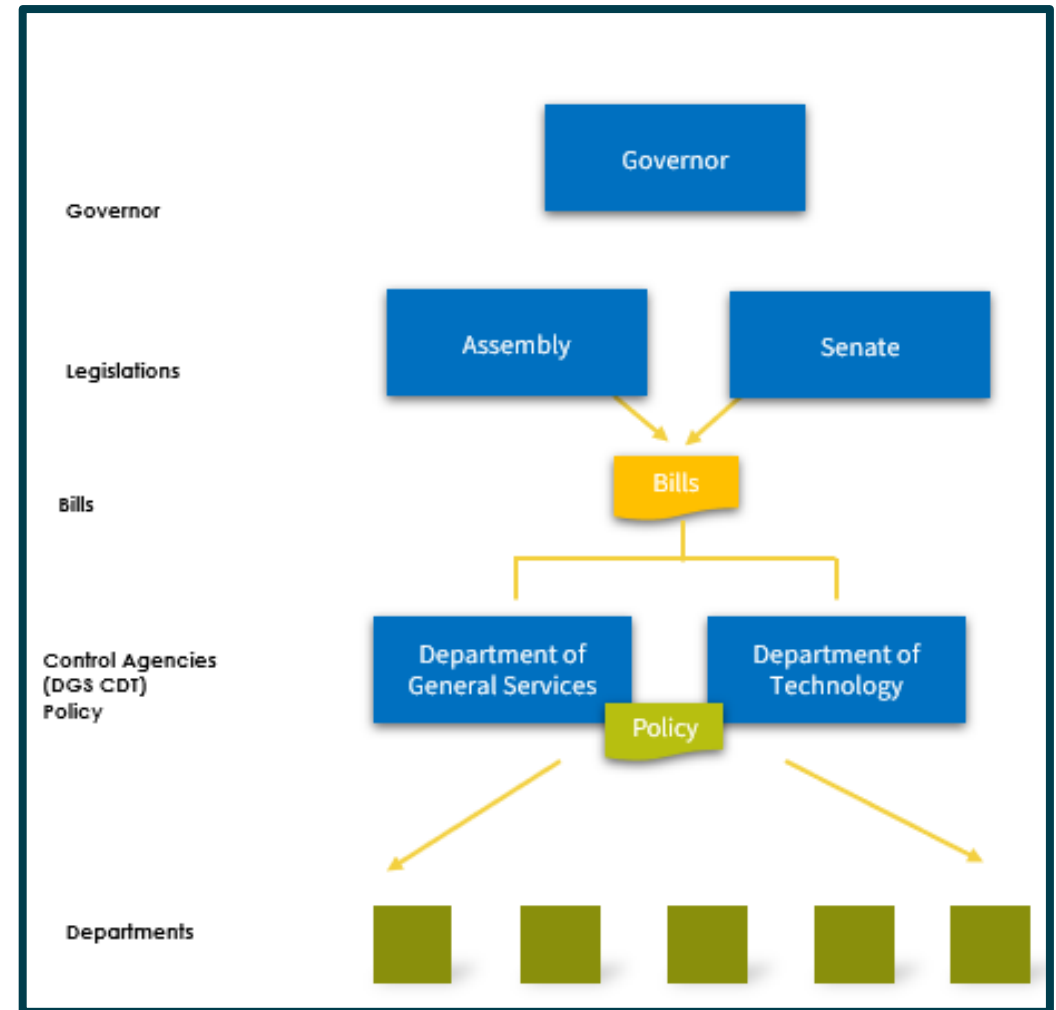 Governor
Governor
Assembly
Senate
Legislations
Bills
Bills
Department of
General Services
Department of
Technology
Control Agencies
(DGS CDT)
Policy
Policy
Departments